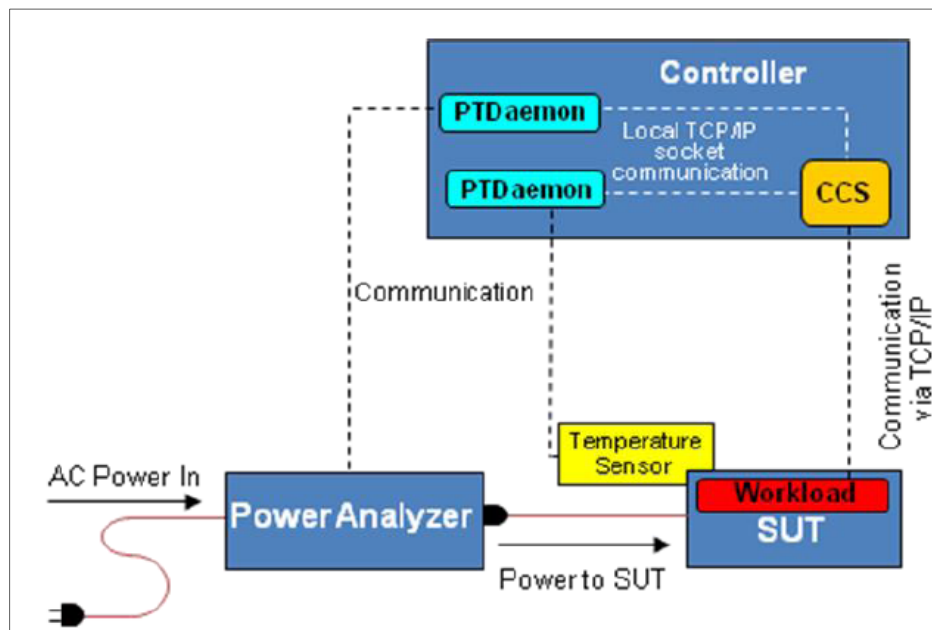 Controller
PTDaemon
Local TCP/IP
socket
communication
PTDaemon
CCS
Communication
Communication
via TCP/IP
Temperature
Sensor
AC Power In
Power Analyzer
Workload
SUT
Power to SUT